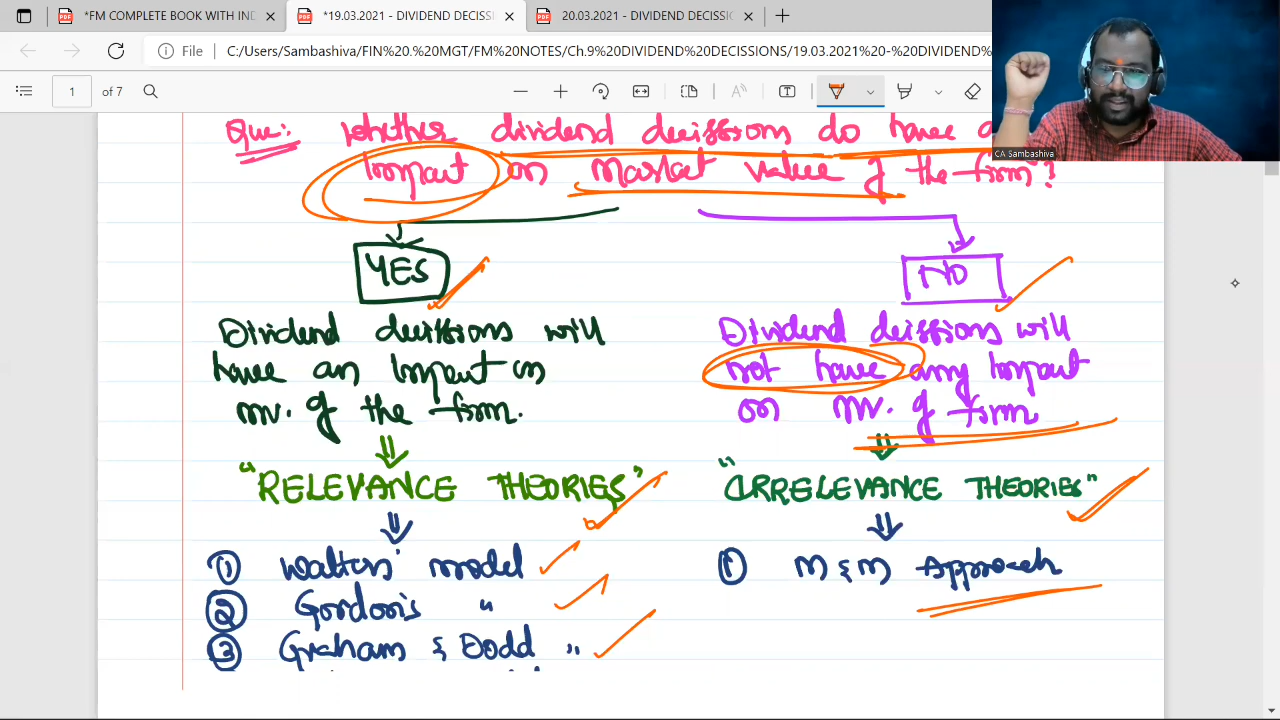 *FM COMPLETE BOOK WITH IND
*19.03.2021 - DIVIDEND DECISSION
20.03.2021 - DIVIDEND DECISSIO
File
C:/Users/Sambashiva/FIN%20.%20MGT/FM%20NOTES/Ch.9%20DIVIDEND%20DECISSIONS/19.03.2021%20-%20DIVIDEND%
1 of 7
CA Sambashiva
Que: Whether dividend decissions do have
Impact on Market value of the firm"?
YES
NO
Dividend decissions will
have an Impact on
mv. of the firm.
Dividend decissions will
not have any Impact
on mv. of firm.
"RELEVANCE THEORIES"
"IRRELEVANCE THEORIES"
① Walters' model
② Gordon's "
③ Graham & Dodd "
① M & M Approach